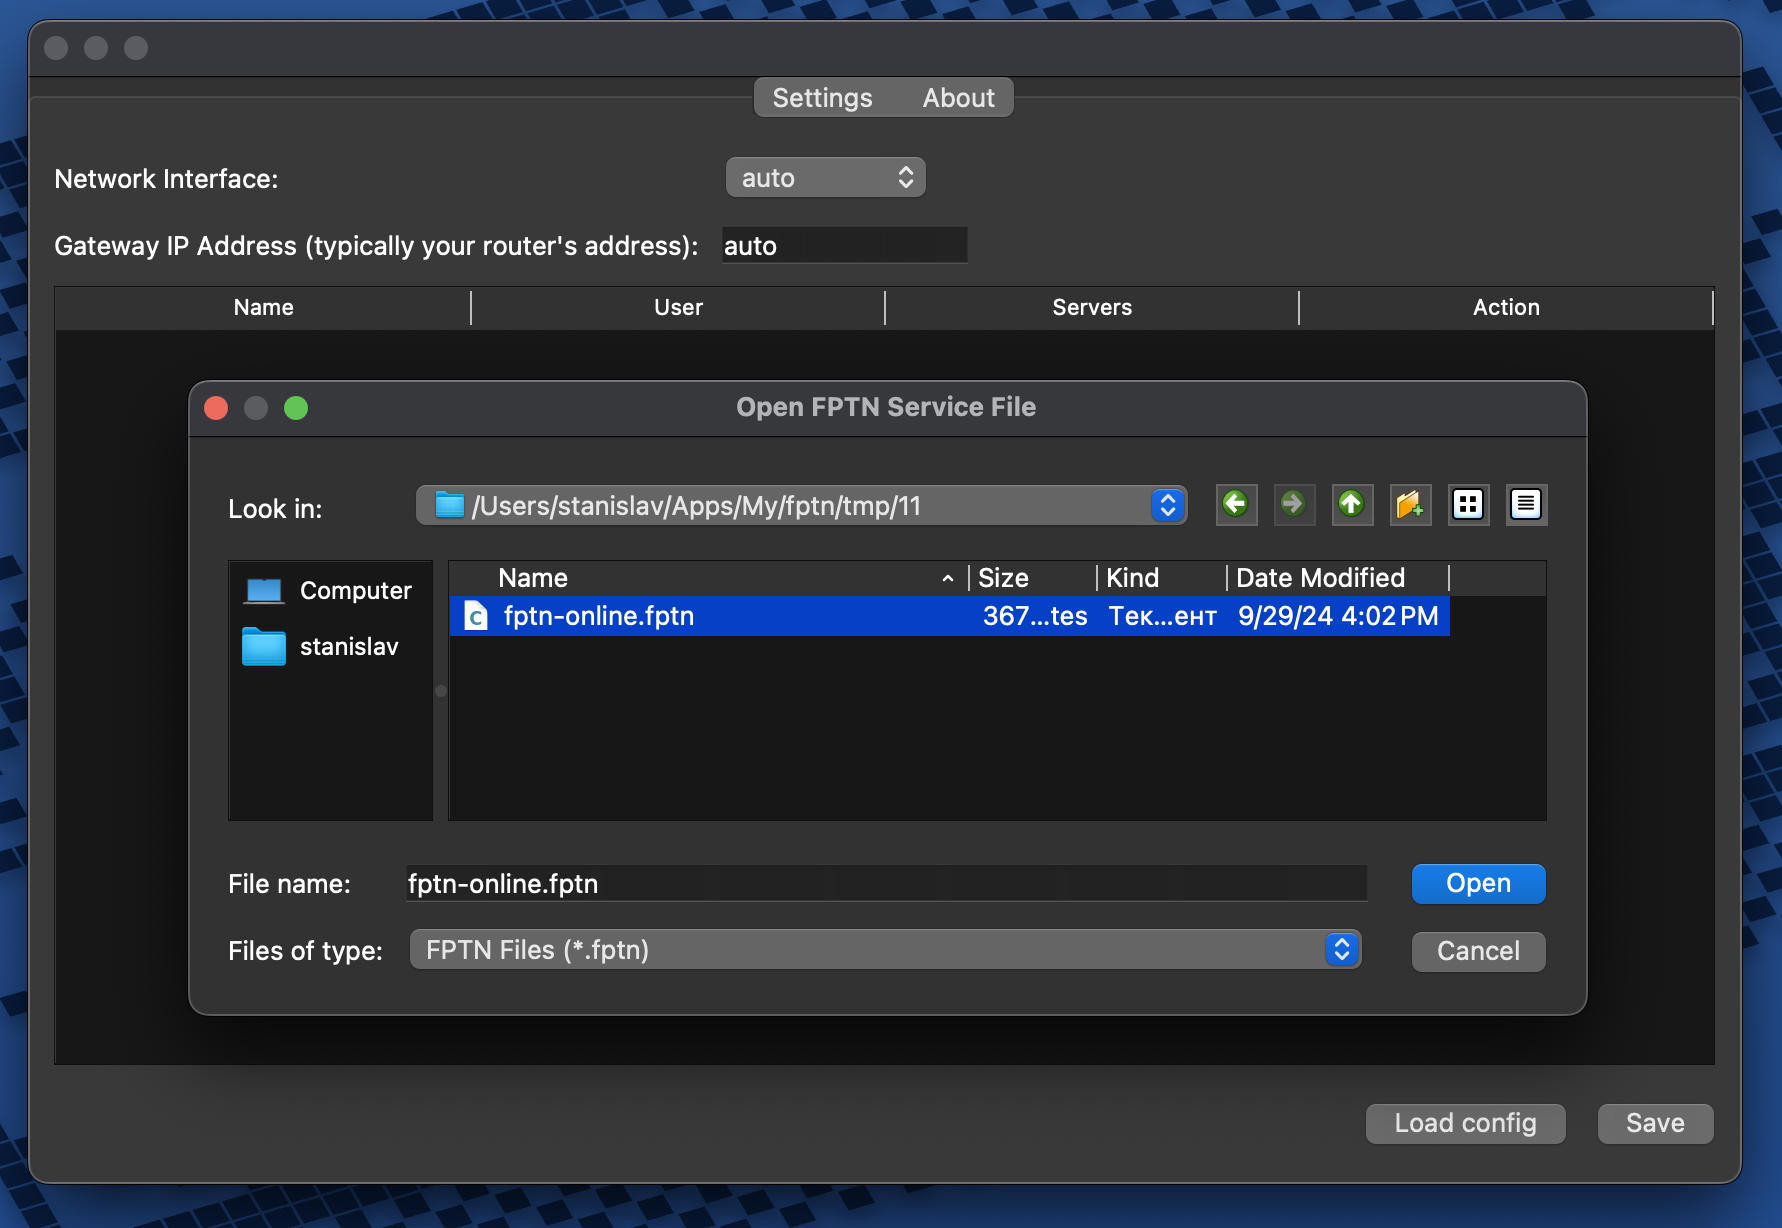 Settings About
Network Interface: auto
Gateway IP Address (typically your router's address): auto
Name User Servers Action
Open FPTN Service File
Look in: /Users/stanislav/Apps/My/fptn/tmp/11
Computer
stanislav
Name Size Kind Date Modified
fptn-online.fptn 367...tes Тек...ент 9/29/24 4:02 PM
File name: fptn-online.fptn Open
Files of type: FPTN Files (*.fptn) Cancel
Load config Save